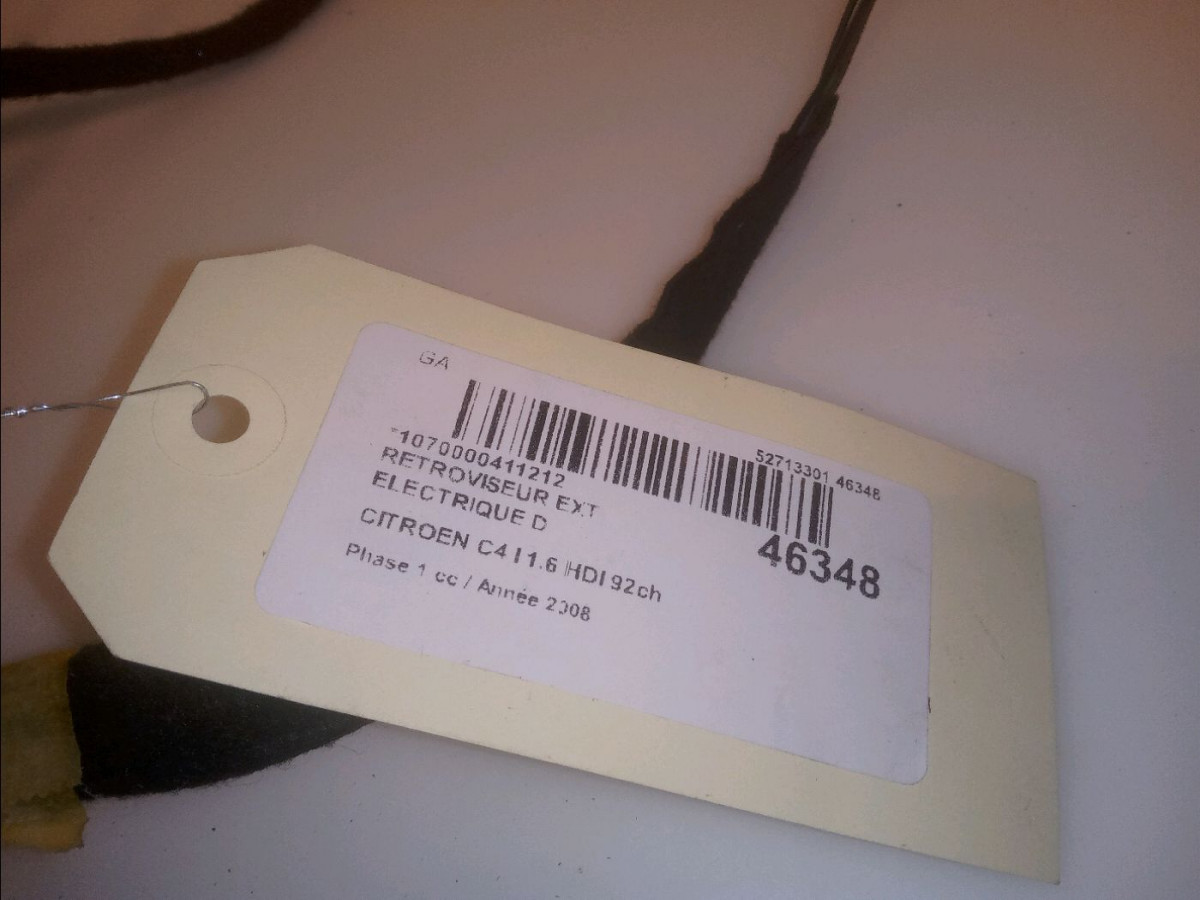 GA
52713301 46348
*1070000411212
RETROVISEUR EXT
ELECTRIQUE D
46348
CITROEN C4 I 1.6 HDI 92ch
Phase 1 cc / Année 2008